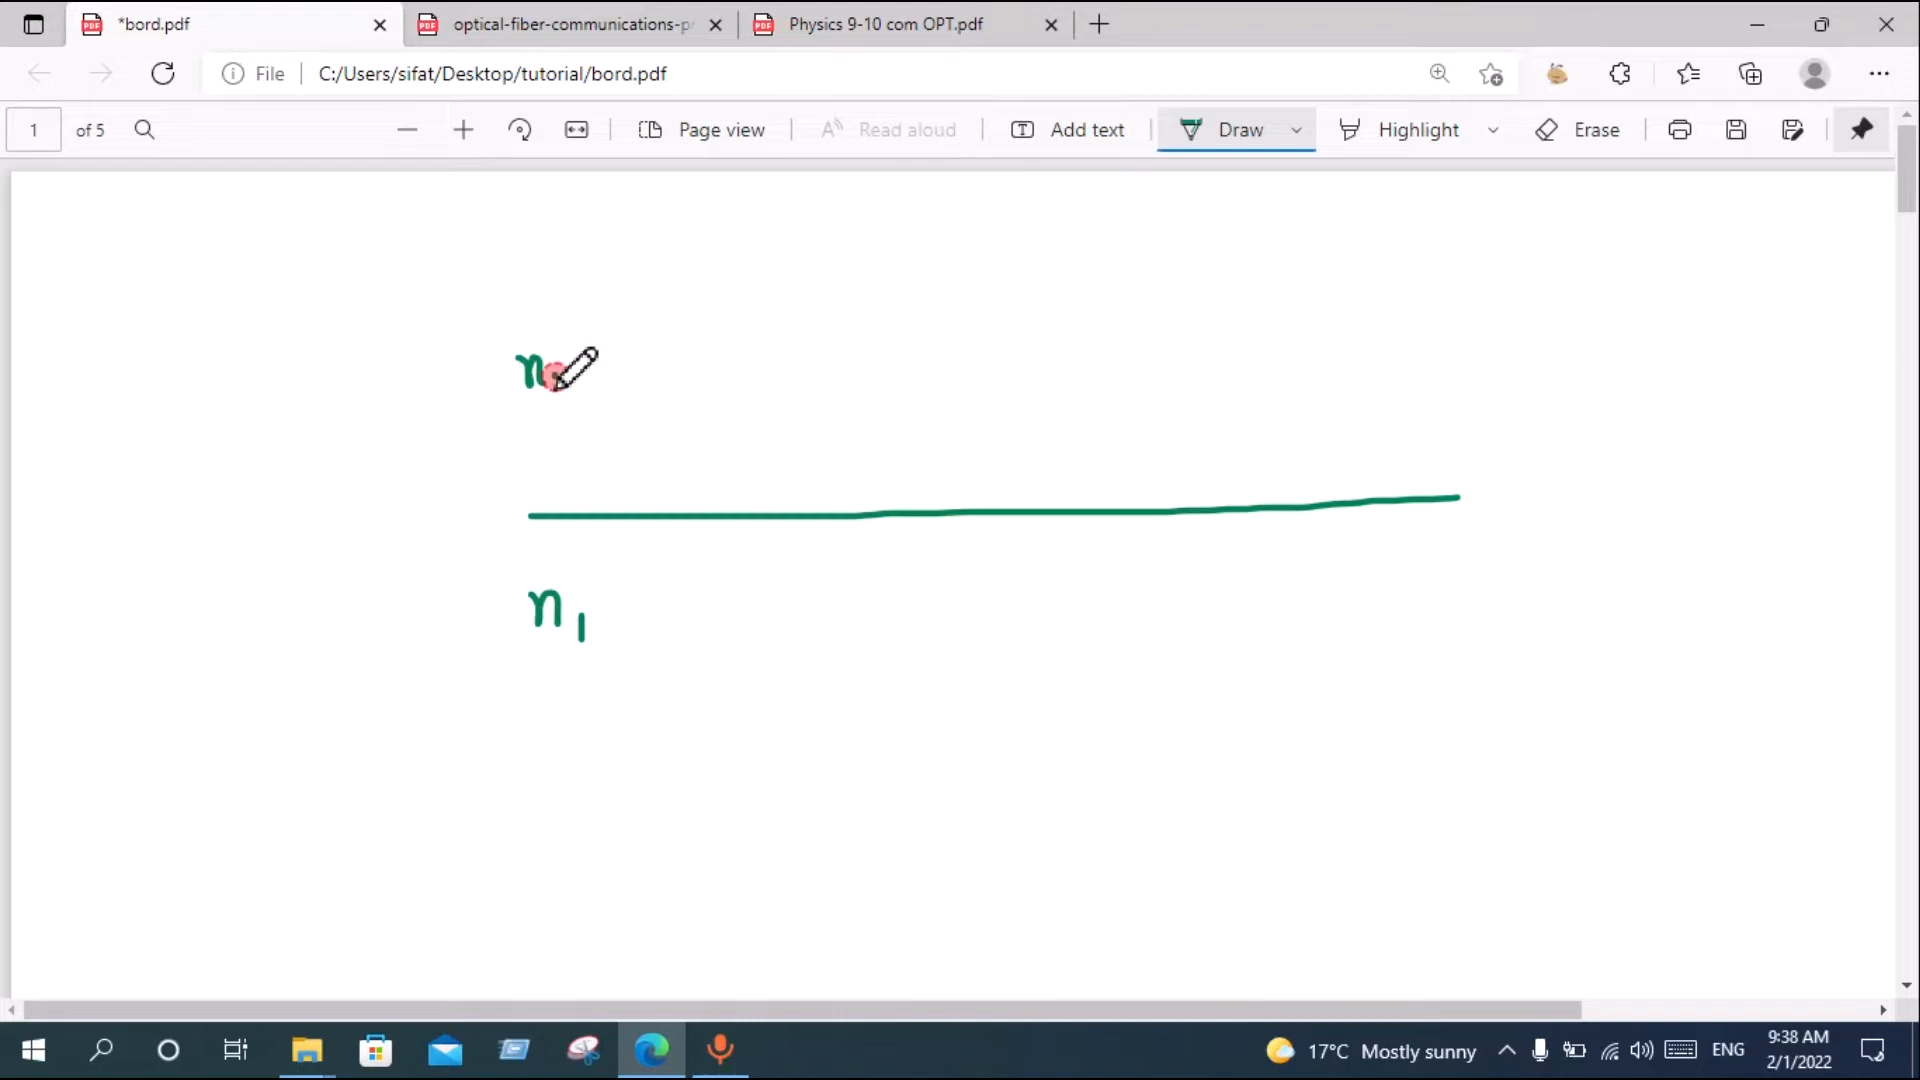 *bord.pdf
optical-fiber-communications-pr
Physics 9-10 com OPT.pdf
File
C:/Users/sifat/Desktop/tutorial/bord.pdf
1 of 5
Page view
Read aloud
Add text
Draw
Highlight
Erase
n
n1
17°C Mostly sunny
ENG
9:38 AM
2/1/2022